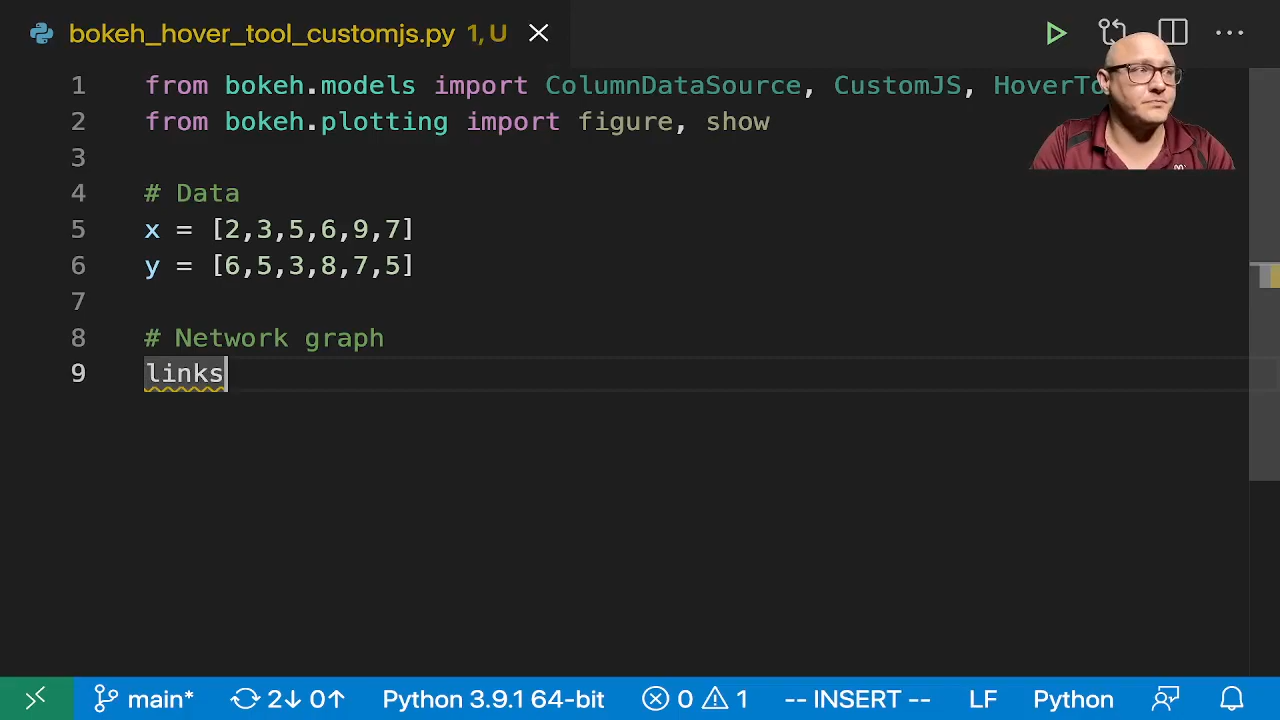 bokeh_hover_tool_customjs.py 1, U
1 from bokeh.models import ColumnDataSource, CustomJS, HoverTo
2 from bokeh.plotting import figure, show
3
4 # Data
5 x = [2,3,5,6,9,7]
6 y = [6,5,3,8,7,5]
7
8 # Network graph
9 links
main* 2↓ 0↑ Python 3.9.1 64-bit 0 1 -- INSERT -- LF Python